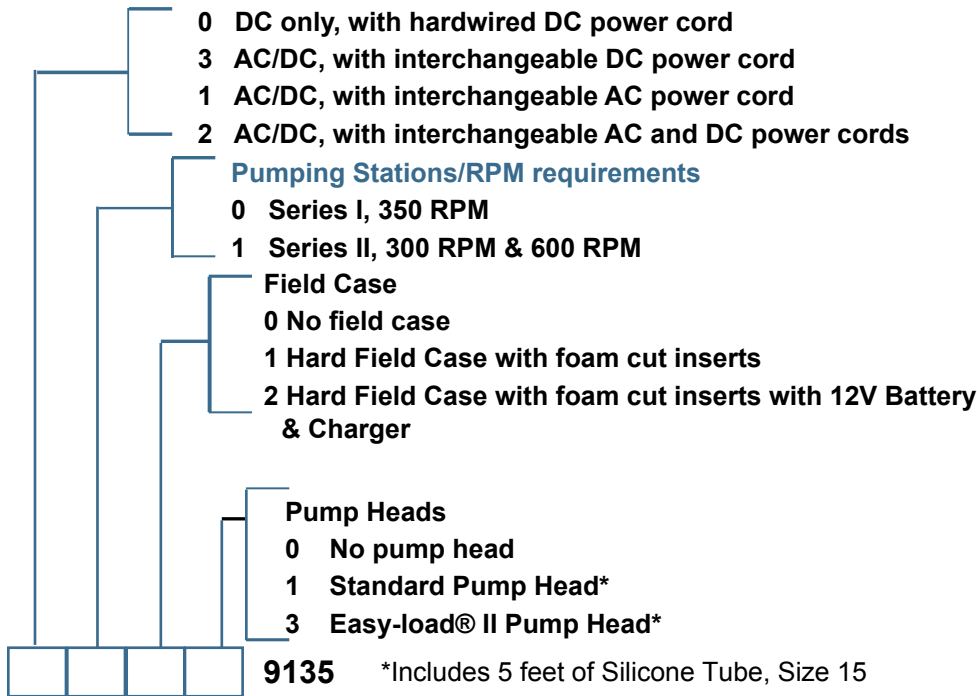 0 DC only, with hardwired DC power cord
3 AC/DC, with interchangeable DC power cord
1 AC/DC, with interchangeable AC power cord
2 AC/DC, with interchangeable AC and DC power cords
Pumping Stations/RPM requirements
0 Series I, 350 RPM
1 Series II, 300 RPM & 600 RPM
Field Case
0 No field case
1 Hard Field Case with foam cut inserts
2 Hard Field Case with foam cut inserts with 12V Battery
& Charger
Pump Heads
0 No pump head
1 Standard Pump Head*
3 Easy-load® II Pump Head*
9135 *Includes 5 feet of Silicone Tube, Size 15